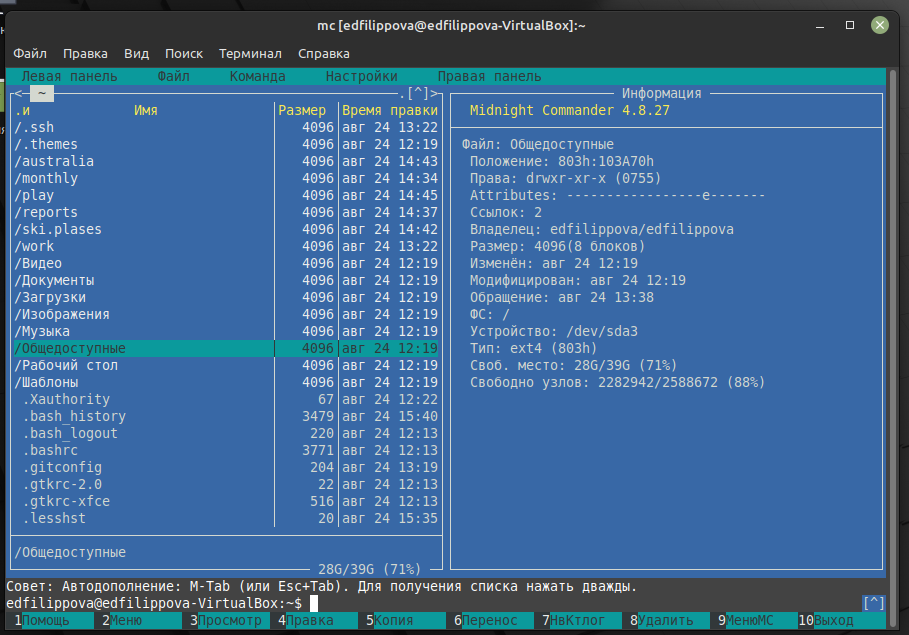 mc [edfilippova@edfilippova-VirtualBox]:~
Файл Правка Вид Поиск Терминал Справка
Левая панель Файл Команда Настройки Правая панель
<─ ~ ─.[^]>
.и Имя Размер Время правки
/.ssh 4096 авг 24 13:22
/.themes 4096 авг 24 12:19
/australia 4096 авг 24 14:43
/monthly 4096 авг 24 14:34
/play 4096 авг 24 14:45
/reports 4096 авг 24 14:37
/ski.plases 4096 авг 24 14:42
/work 4096 авг 24 13:22
/Видео 4096 авг 24 12:19
/Документы 4096 авг 24 12:19
/Загрузки 4096 авг 24 12:19
/Изображения 4096 авг 24 12:19
/Музыка 4096 авг 24 12:19
/Общедоступные 4096 авг 24 12:19
/Рабочий стол 4096 авг 24 12:19
/Шаблоны 4096 авг 24 12:19
.Xauthority 67 авг 24 12:22
.bash_history 3479 авг 24 15:40
.bash_logout 220 авг 24 12:13
.bashrc 3771 авг 24 12:13
.gitconfig 204 авг 24 13:19
.gtkrc-2.0 22 авг 24 12:13
.gtkrc-xfce 516 авг 24 12:13
.lesshst 20 авг 24 15:35
/Общедоступные
28G/39G (71%)
Информация
Midnight Commander 4.8.27
Файл: Общедоступные
Положение: 803h:103A70h
Права: drwxr-xr-x (0755)
Attributes: -----------------e-------
Ссылок: 2
Владелец: edfilippova/edfilippova
Размер: 4096(8 блоков)
Изменён: авг 24 12:19
Модифицирован: авг 24 12:19
Обращение: авг 24 13:38
ФС: /
Устройство: /dev/sda3
Тип: ext4 (803h)
Своб. место: 28G/39G (71%)
Свободно узлов: 2282942/2588672 (88%)
Совет: Автодополнение: M-Tab (или Esc+Tab). Для получения списка нажать дважды.
edfilippova@edfilippova-VirtualBox:~$ [^]
1Помощь 2Меню 3Просмотр 4Правка 5Копия 6Перенос 7НвКтлог 8Удалить 9МенюМС 10Выход